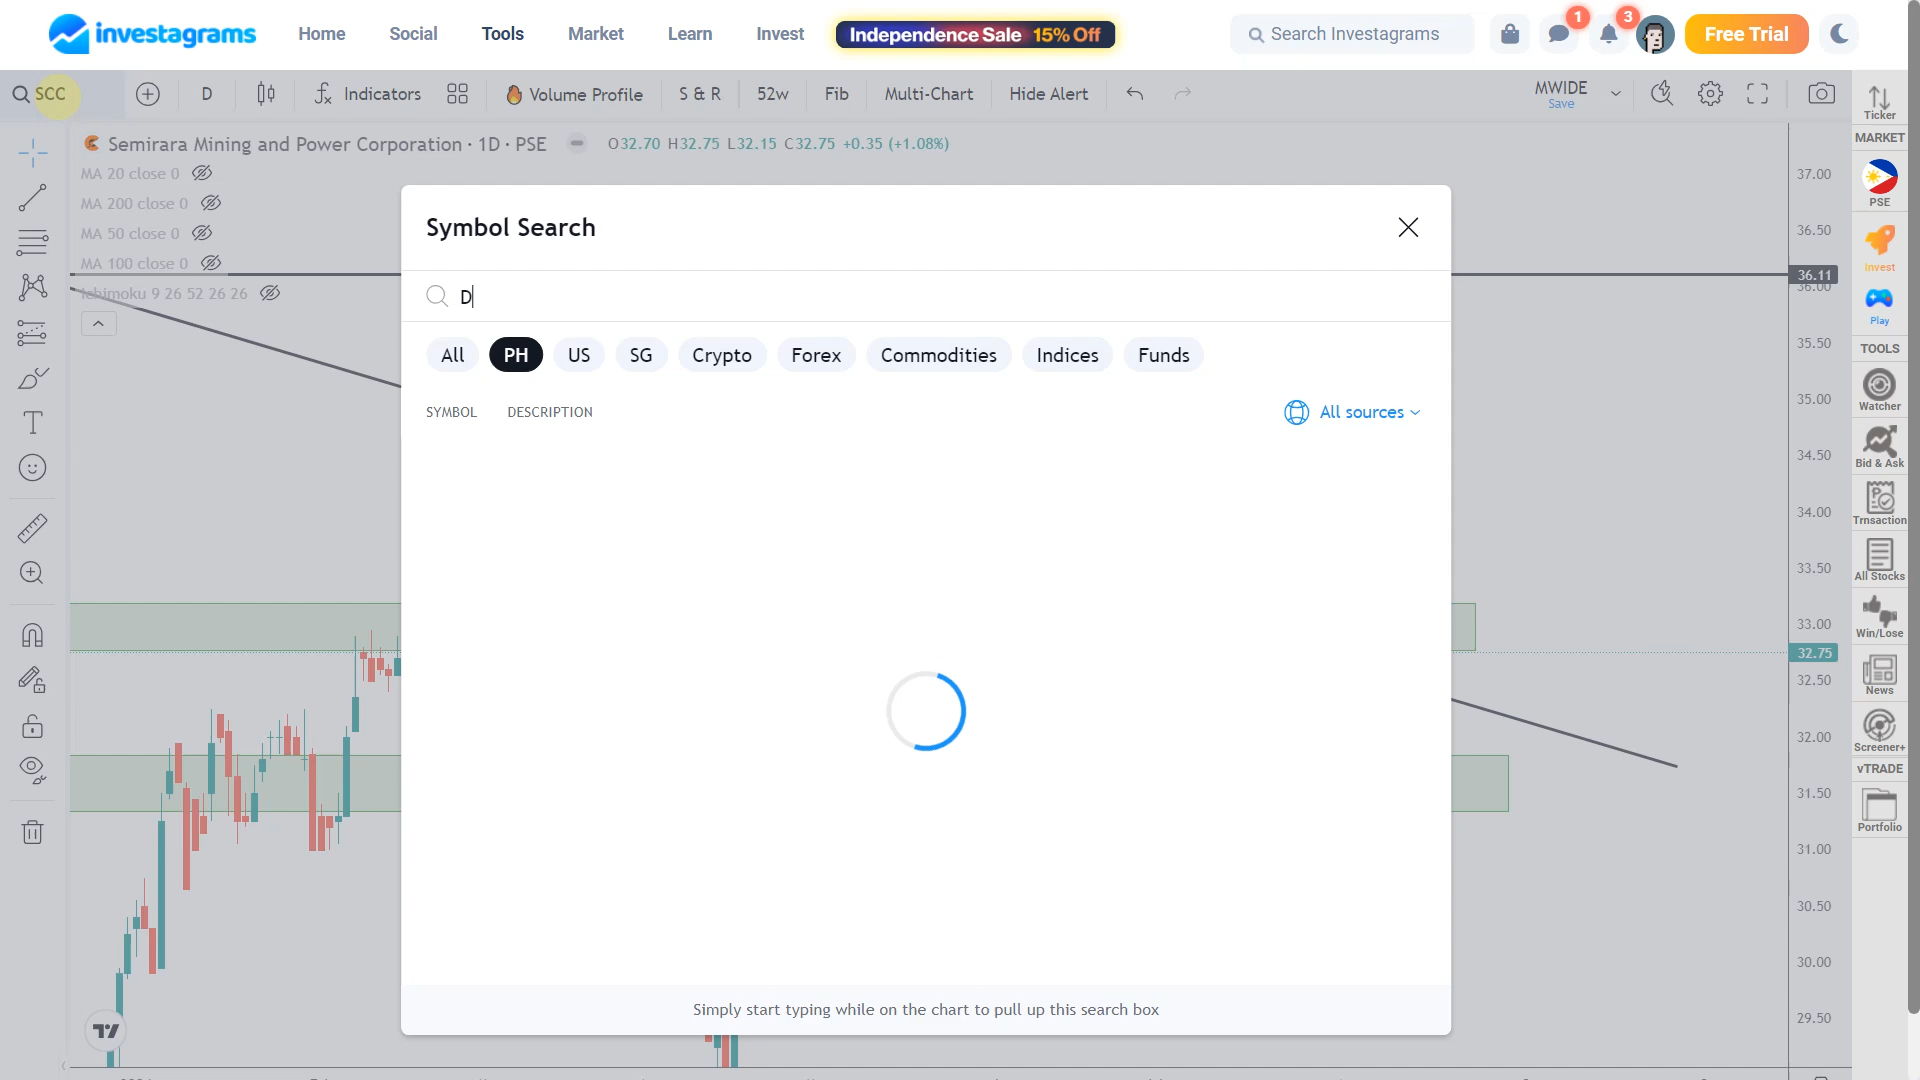 investagrams Home Social Tools Market Learn Invest Independence Sale 15% Off Search Investagrams 1 3 Free Trial
SCC D Indicators Volume Profile S & R 52w Fib Multi-Chart Hide Alert MWIDE
Save
Ticker
MARKET
PSE
Invest
Play
TOOLS
Watcher
Bid & Ask
Trnsaction
All Stocks
Win/Lose
News
Screener+
vTRADE
Portfolio
Semirara Mining and Power Corporation · 1D · PSE O32.70 H32.75 L32.15 C32.75 +0.35 (+1.08%)
MA 20 close 0
MA 200 close 0
MA 50 close 0
MA 100 close 0
Ichimoku 9 26 52 26 26
Symbol Search
D
All PH US SG Crypto Forex Commodities Indices Funds
SYMBOL DESCRIPTION All sources
Simply start typing while on the chart to pull up this search box
37.00
36.50
36.11
36.00
35.50
35.00
34.50
34.00
33.50
33.00
32.75
32.50
32.00
31.50
31.00
30.50
30.00
29.50